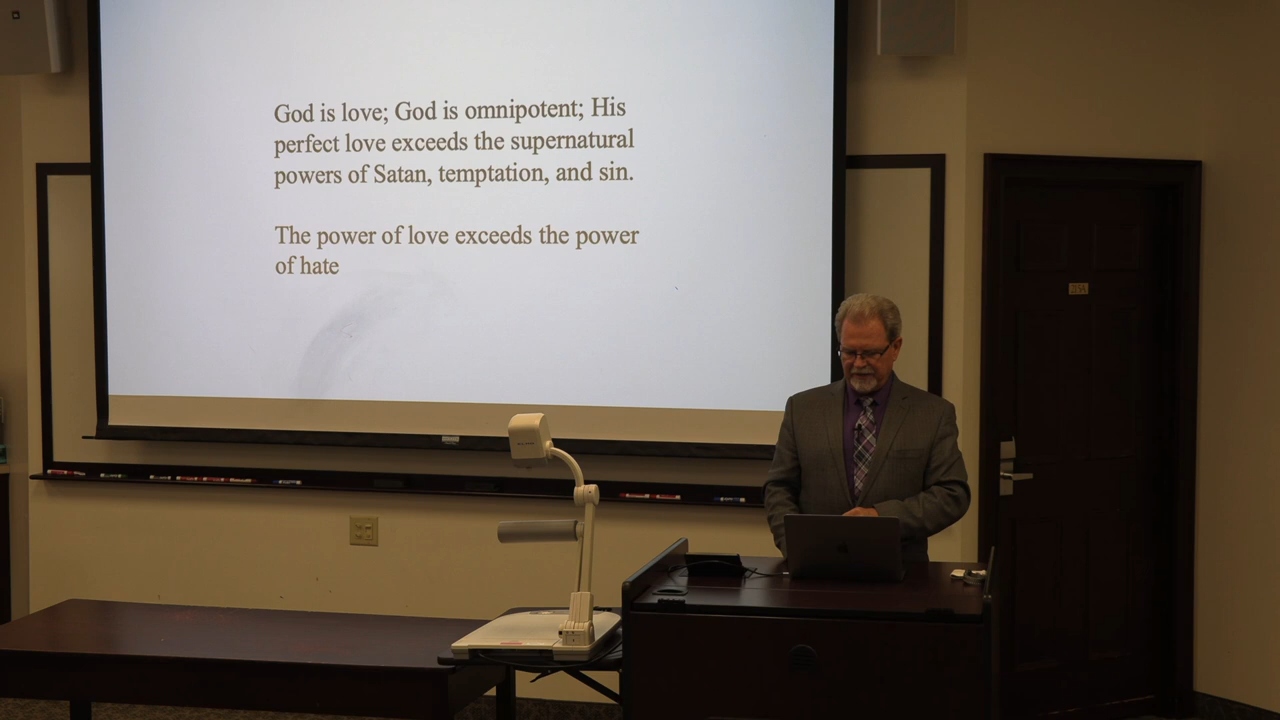 God is love; God is omnipotent; His
perfect love exceeds the supernatural
powers of Satan, temptation, and sin.
The power of love exceeds the power
of hate